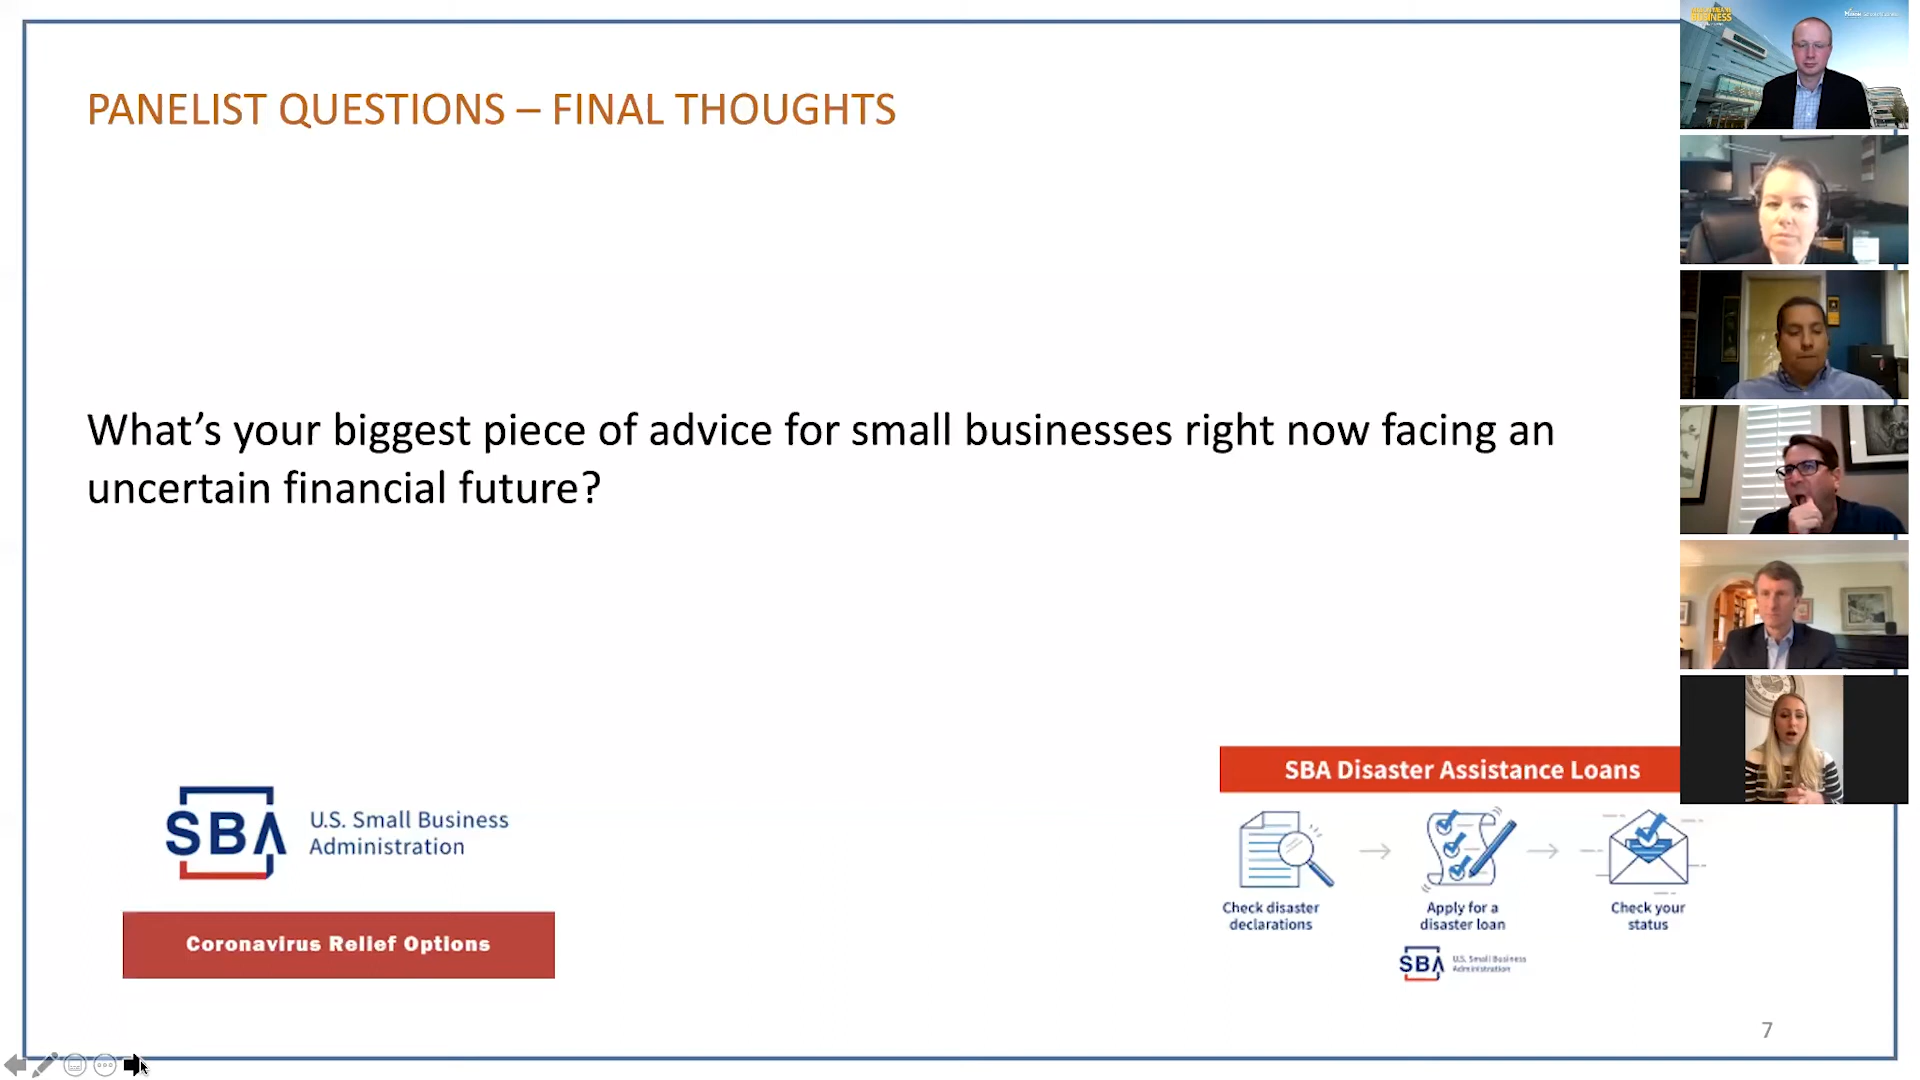 PANELIST QUESTIONS – FINAL THOUGHTS
What’s your biggest piece of advice for small businesses right now facing an
uncertain financial future?
SBA
U.S. Small Business
Administration
Coronavirus Relief Options
SBA Disaster Assistance Loans
Check disaster
declarations
Apply for a
disaster loan
Check your
status
SBA
U.S. Small Business
Administration
7
BUSINESS